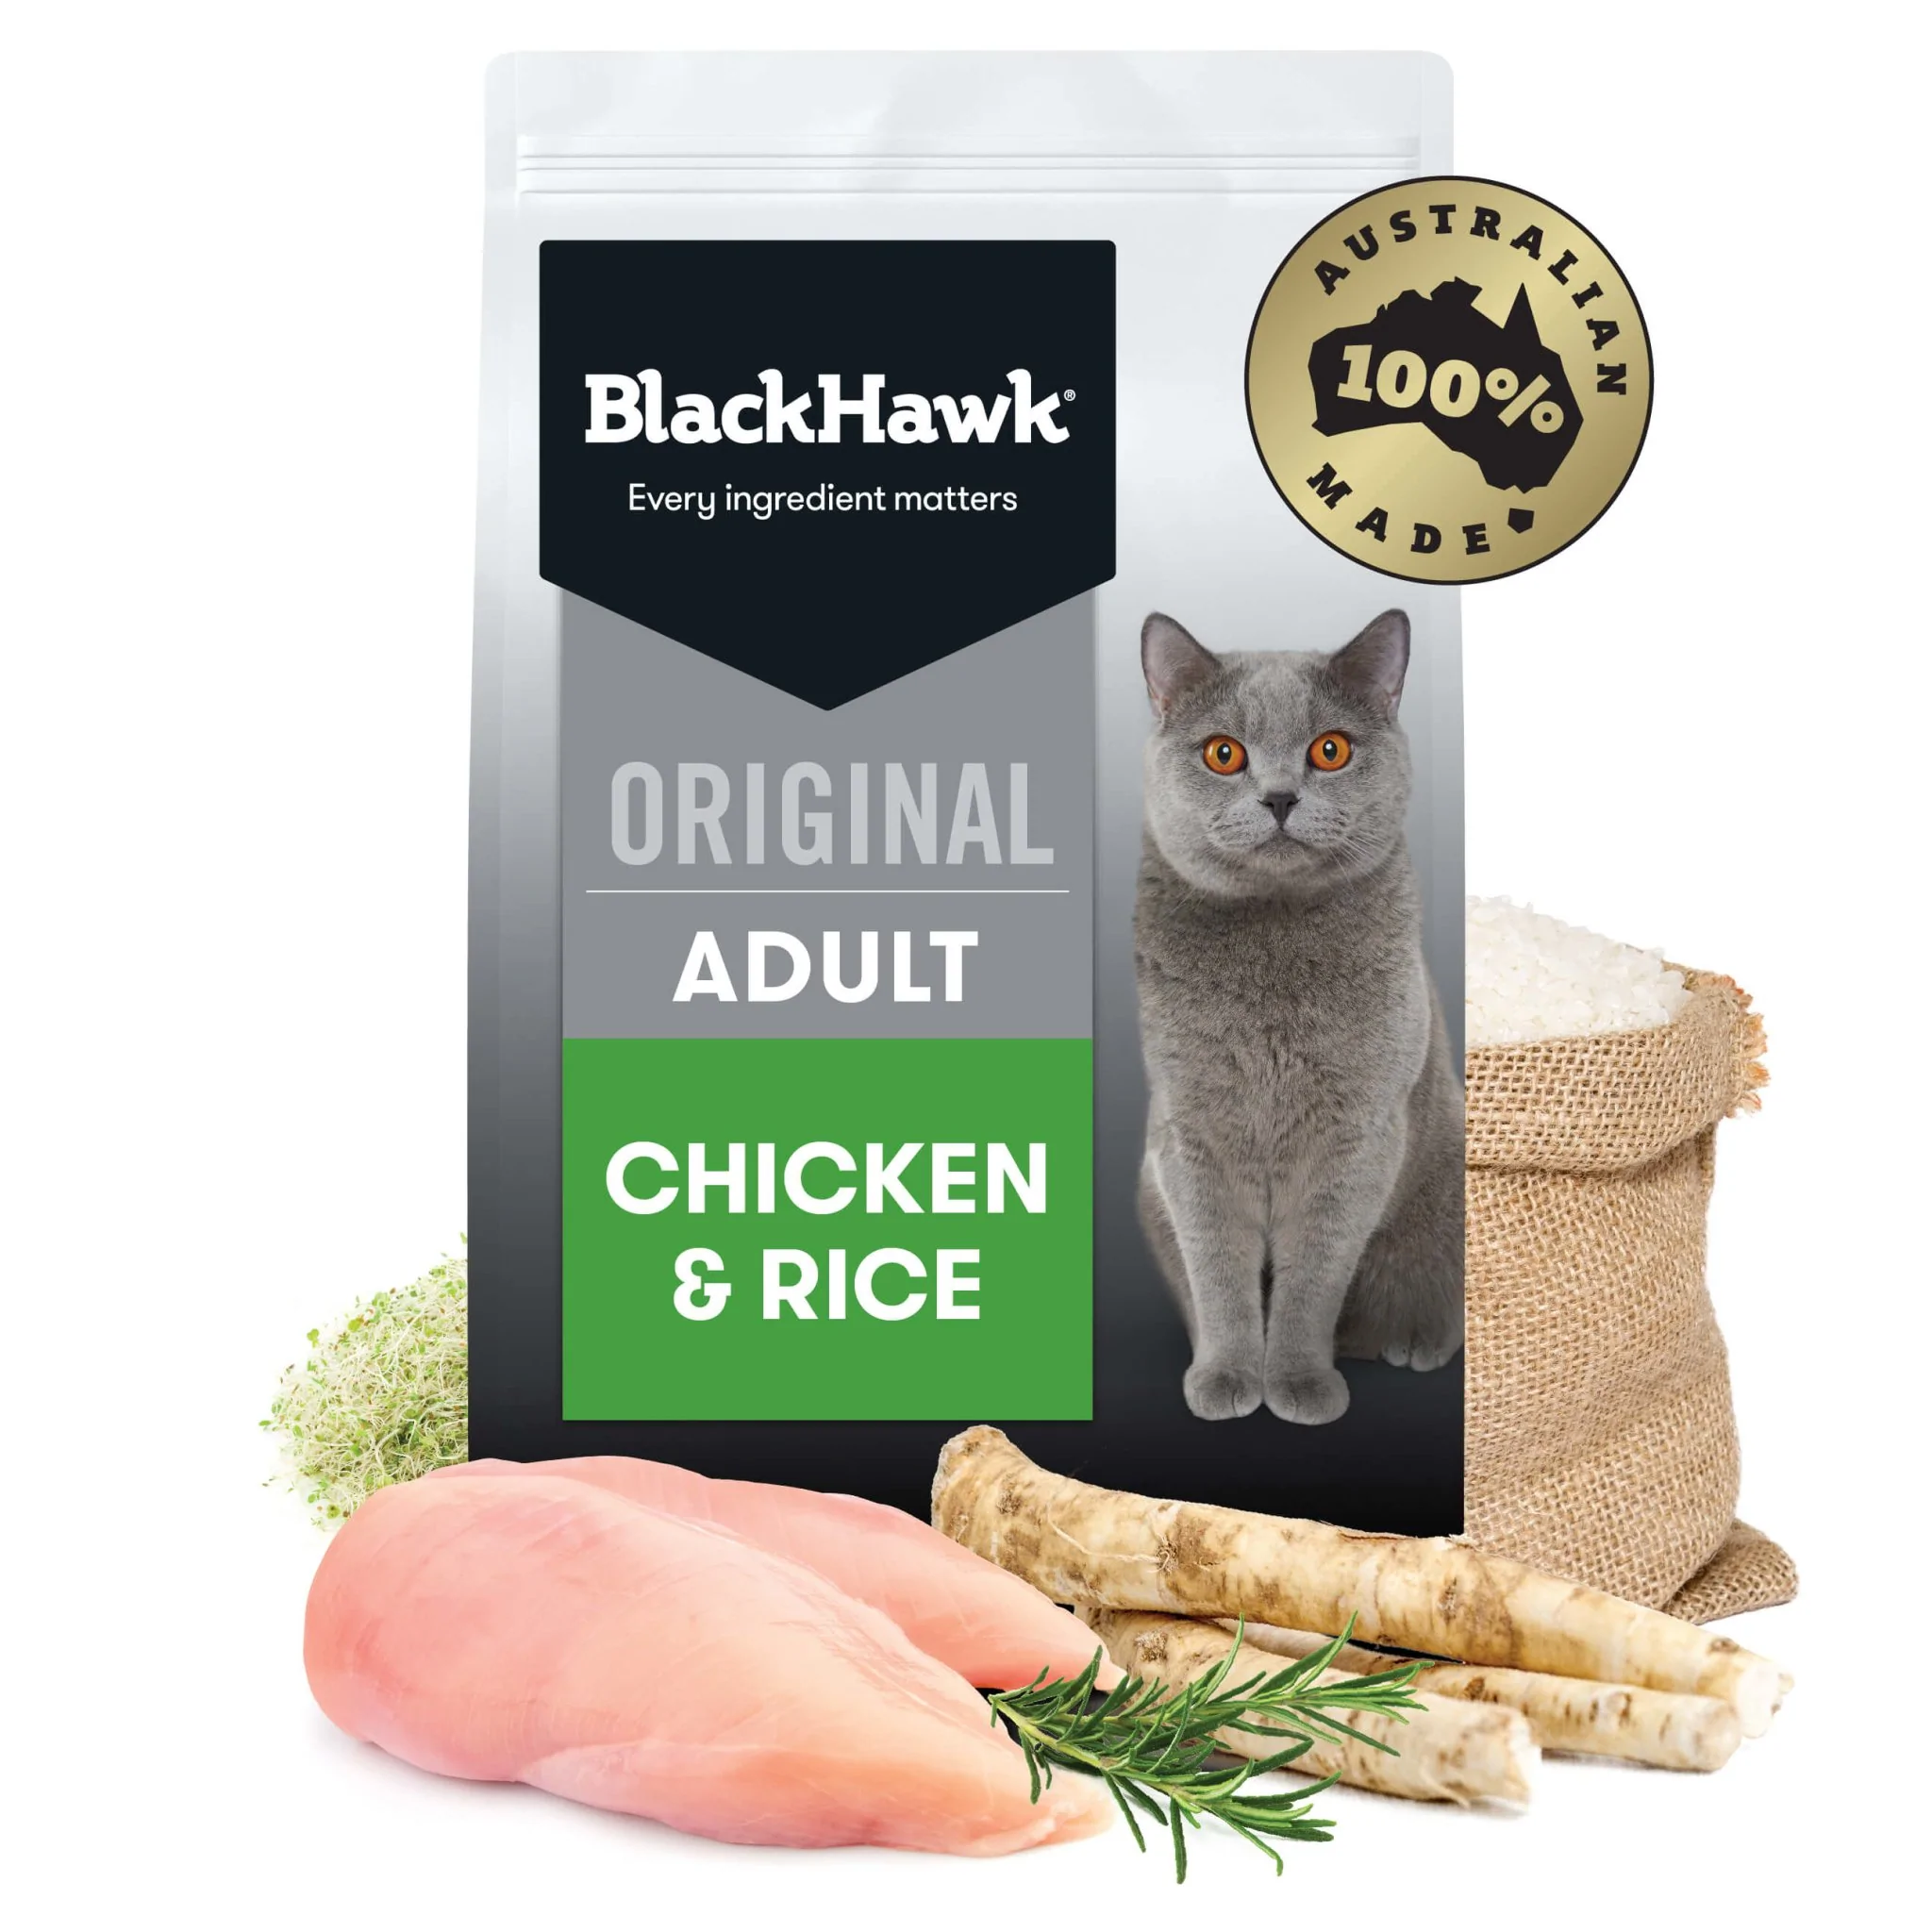 BlackHawk®
Every ingredient matters
AUSTRALIAN
100%
MADE
ORIGINAL
ADULT
CHICKEN
& RICE